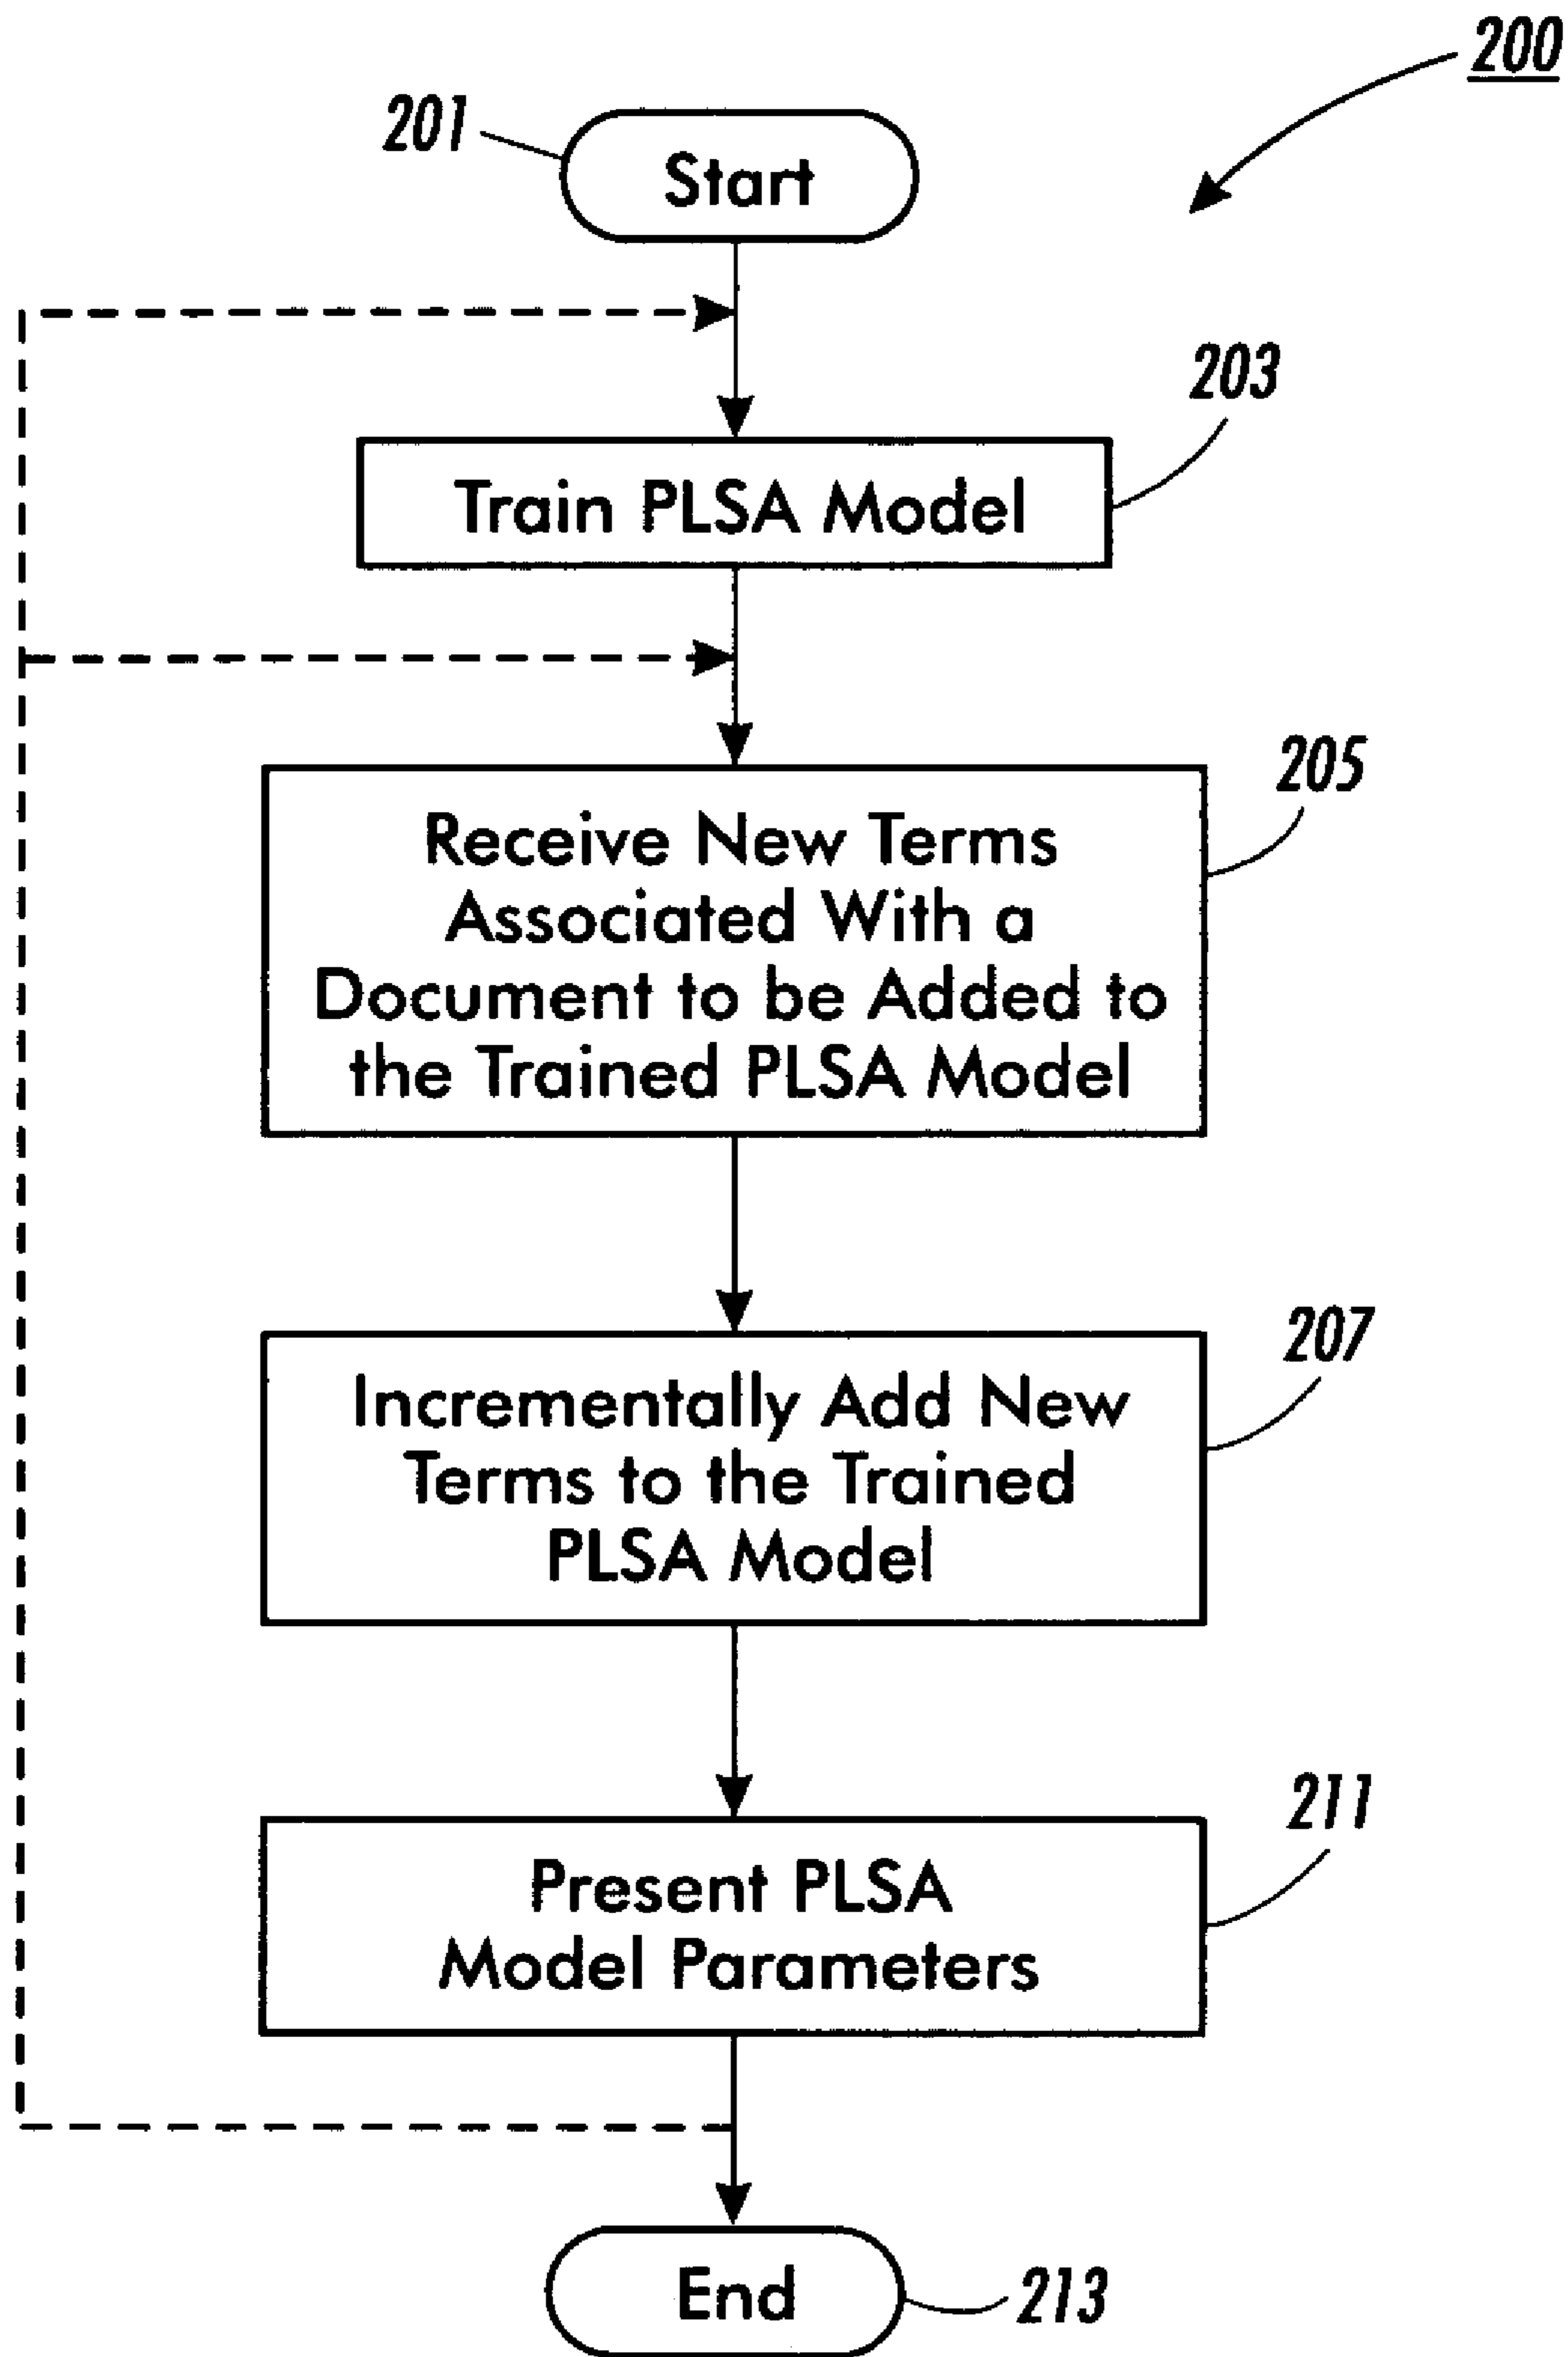 200
201
Start
203
Train PLSA Model
205
Receive New Terms
Associated With a
Document to be Added to
the Trained PLSA Model
207
Incrementally Add New
Terms to the Trained
PLSA Model
211
Present PLSA
Model Parameters
End
213